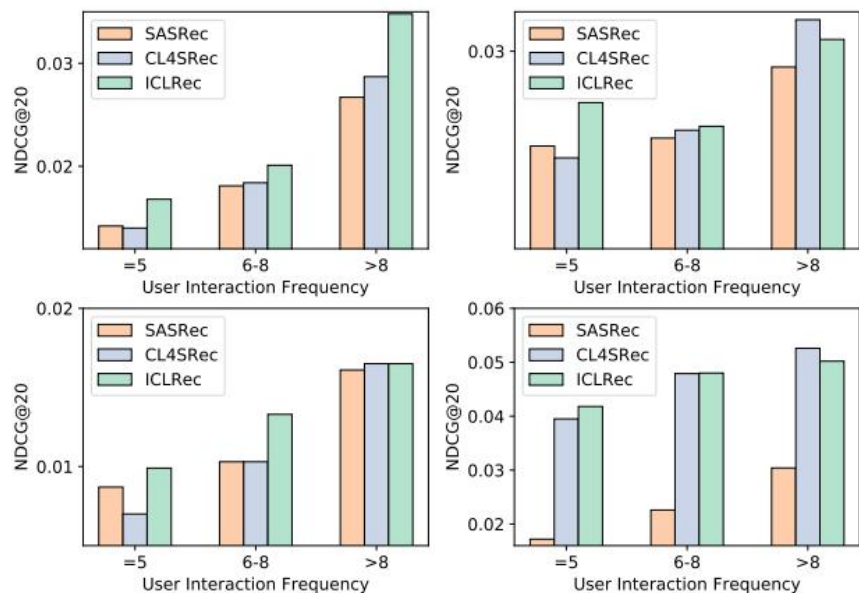 NDCG@20
0.03
0.02
SASRec
CL4SRec
ICLRec
=5
6-8
>8
User Interaction Frequency
NDCG@20
0.03
SASRec
CL4SRec
ICLRec
=5
6-8
>8
User Interaction Frequency
NDCG@20
0.02
0.01
SASRec
CL4SRec
ICLRec
=5
6-8
>8
User Interaction Frequency
NDCG@20
0.06
0.05
0.04
0.03
0.02
SASRec
CL4SRec
ICLRec
=5
6-8
>8
User Interaction Frequency